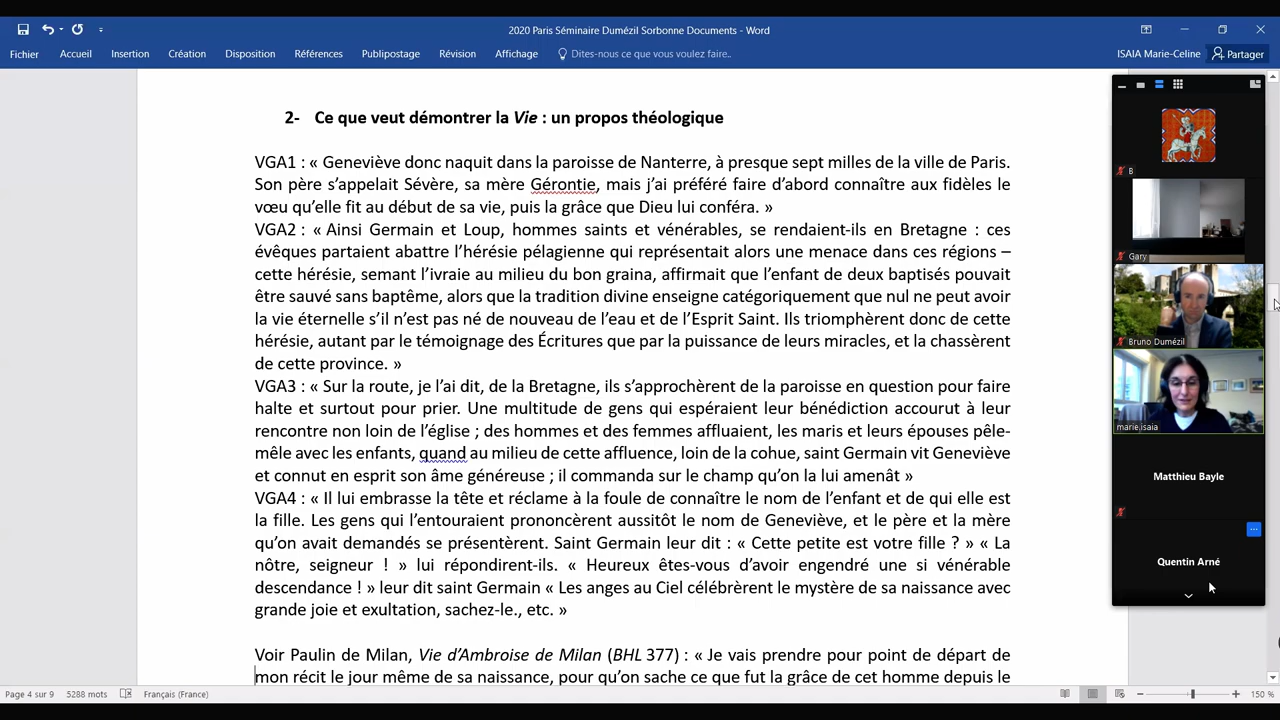 2020 Paris Séminaire Dumézil Sorbonne Documents - Word
Fichier Accueil Insertion Création Disposition Références Publipostage Révision Affichage Dites-nous ce que vous voulez faire.. ISAIA Marie-Celine Partager
2- Ce que veut démontrer la Vie : un propos théologique
VGA1 : « Geneviève donc naquit dans la paroisse de Nanterre, à presque sept milles de la ville de Paris.
Son père s’appelait Sévère, sa mère Gérontie, mais j’ai préféré faire d’abord connaître aux fidèles le
vœu qu’elle fit au début de sa vie, puis la grâce que Dieu lui conféra. »
VGA2 : « Ainsi Germain et Loup, hommes saints et vénérables, se rendaient-ils en Bretagne : ces
évêques partaient abattre l’hérésie pélagienne qui représentait alors une menace dans ces régions –
cette hérésie, semant l’ivraie au milieu du bon graina, affirmait que l’enfant de deux baptisés pouvait
être sauvé sans baptême, alors que la tradition divine enseigne catégoriquement que nul ne peut avoir
la vie éternelle s’il n’est pas né de nouveau de l’eau et de l’Esprit Saint. Ils triomphèrent donc de cette
hérésie, autant par le témoignage des Écritures que par la puissance de leurs miracles, et la chassèrent
de cette province. »
VGA3 : « Sur la route, je l’ai dit, de la Bretagne, ils s’approchèrent de la paroisse en question pour faire
halte et surtout pour prier. Une multitude de gens qui espéraient leur bénédiction accourut à leur
rencontre non loin de l’église ; des hommes et des femmes affluaient, les maris et leurs épouses pêle-
mêle avec les enfants, quand au milieu de cette affluence, loin de la cohue, saint Germain vit Geneviève
et connut en esprit son âme généreuse ; il commanda sur le champ qu’on la lui amenât »
VGA4 : « Il lui embrasse la tête et réclame à la foule de connaître le nom de l’enfant et de qui elle est
la fille. Les gens qui l’entouraient prononcèrent aussitôt le nom de Geneviève, et le père et la mère
qu’on avait demandés se présentèrent. Saint Germain leur dit : « Cette petite est votre fille ? » « La
nôtre, seigneur ! » lui répondirent-ils. « Heureux êtes-vous d’avoir engendré une si vénérable
descendance ! » leur dit saint Germain « Les anges au Ciel célébrèrent le mystère de sa naissance avec
grande joie et exultation, sachez-le., etc. »
Voir Paulin de Milan, Vie d’Ambroise de Milan (BHL 377) : « Je vais prendre pour point de départ de
mon récit le jour même de sa naissance, pour qu’on sache ce que fut la grâce de cet homme depuis le
B
Gary
Bruno Dumézil
marie.isaia
Matthieu Bayle
Quentin Arné
Page 4 sur 9 5288 mots Français (France) 150 %